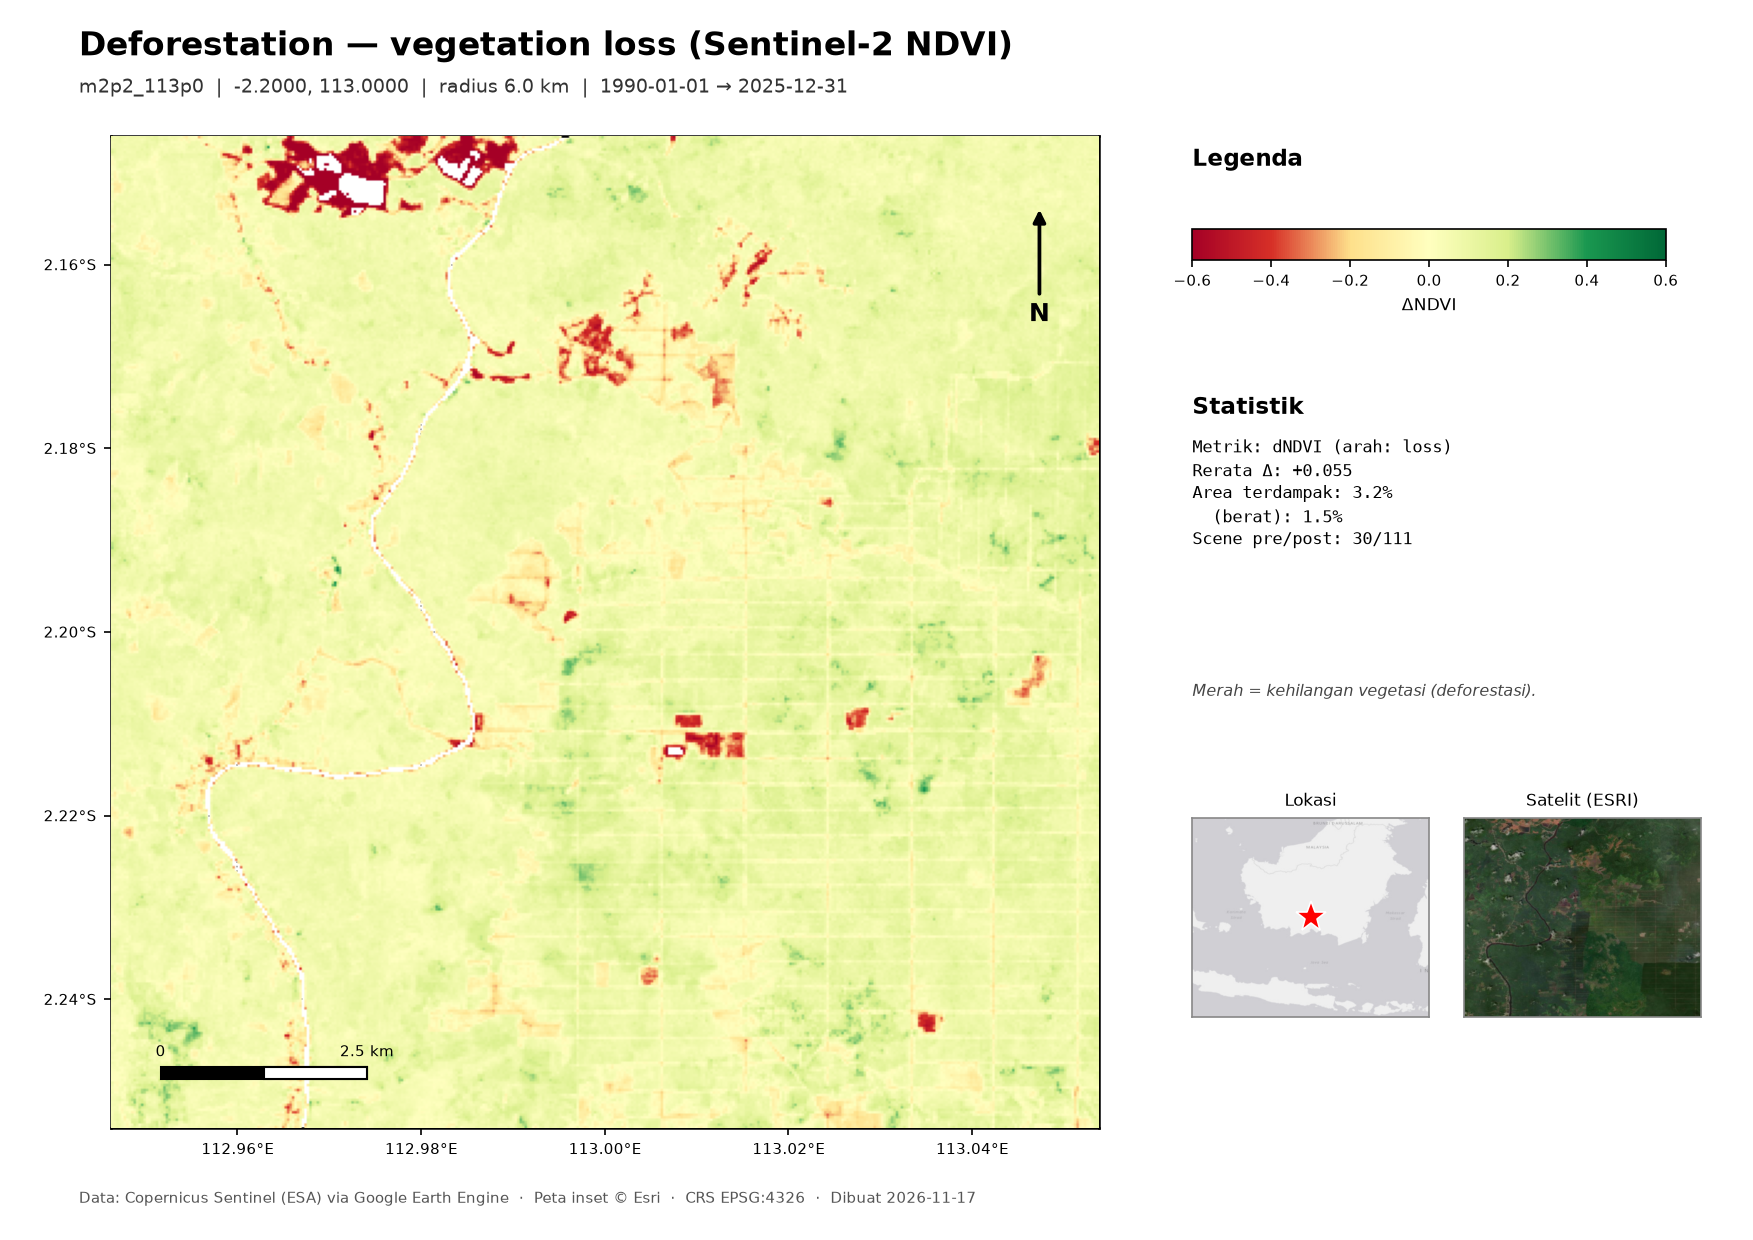 Deforestation — vegetation loss (Sentinel-2 NDVI)
m2p2_113p0 | -2.2000, 113.0000 | radius 6.0 km | 1990-01-01 → 2025-12-31
2.16°S
2.18°S
2.20°S
2.22°S
2.24°S
N
0 2.5 km
112.96°E 112.98°E 113.00°E 113.02°E 113.04°E
Legenda
−0.6 −0.4 −0.2 0.0 0.2 0.4 0.6
ΔNDVI
Statistik
Metrik: dNDVI (arah: loss)
Rerata Δ: +0.055
Area terdampak: 3.2%
(berat): 1.5%
Scene pre/post: 30/111
Merah = kehilangan vegetasi (deforestasi).
Lokasi
MALAYSIA
Satelit (ESRI)
Data: Copernicus Sentinel (ESA) via Google Earth Engine · Peta inset © Esri · CRS EPSG:4326 · Dibuat 2026-11-17